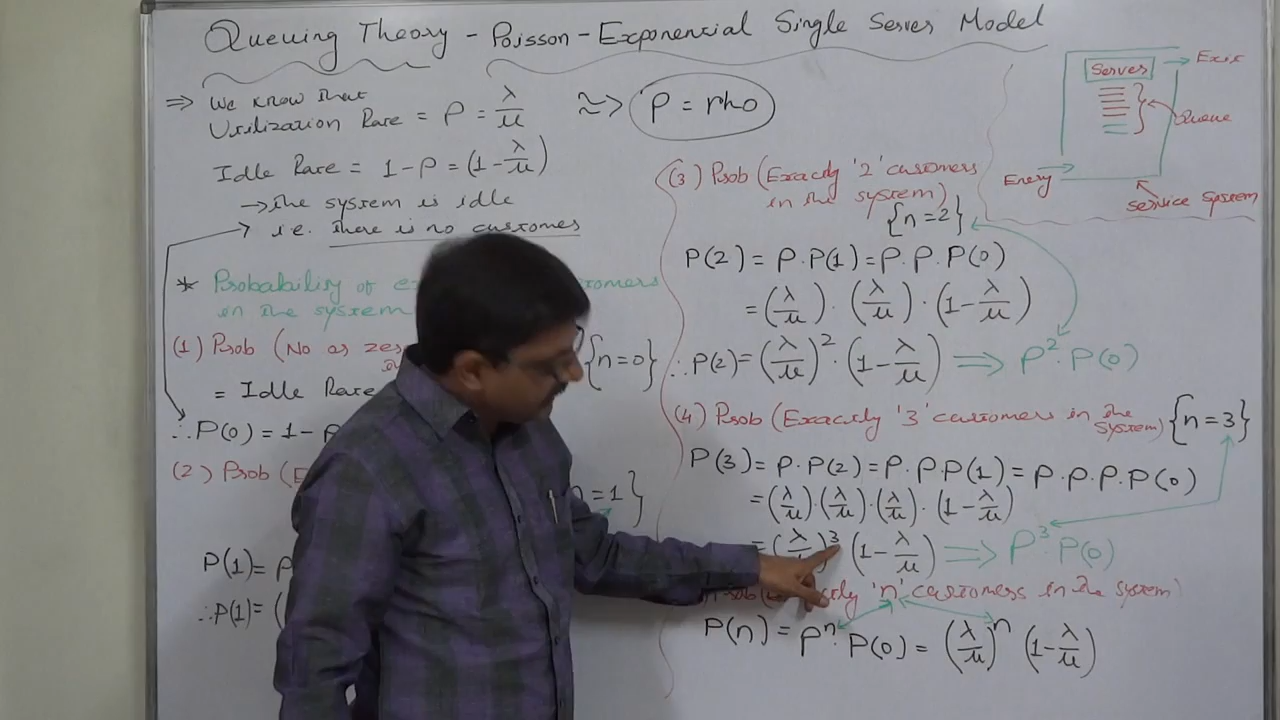 Queuing Theory - Poisson - Exponential Single Server Model
⇒ We know that
Utilization Rate = ρ = λ/μ ≈> ρ = rho
Idle Rate = 1-ρ = (1-λ/μ)
→ the system is idle
→ i.e. there is no customer
* Probability of
in the system
(1) Prob (No or
{n=0}
= Idle Rate
∴ P(0) = 1-
(2) Prob
=1}
P(1) = ρ
∴ P(1) = (
(3) Prob (Exactly '2' customers
in the system)
{n=2}
P(2) = ρ.P(1) = ρ.ρ.P(0)
= (λ/μ).(λ/μ).(1-λ/μ)
∴ P(2) = (λ/μ)².(1-λ/μ) ⇒ ρ².P(0)
(4) Prob (Exactly '3' customers in the system) {n=3}
P(3) = ρ.P(2) = ρ.ρ.P(1) = ρ.ρ.ρ.P(0)
= (λ/μ)(λ/μ).(λ/μ).(1-λ/μ)
= (λ/μ)³(1-λ/μ) ⇒ ρ³.P(0)
'n' customers in the system)
P(n) = ρⁿ.P(0) = (λ/μ)ⁿ(1-λ/μ)
Server
Exit
Queue
Entry
Service System